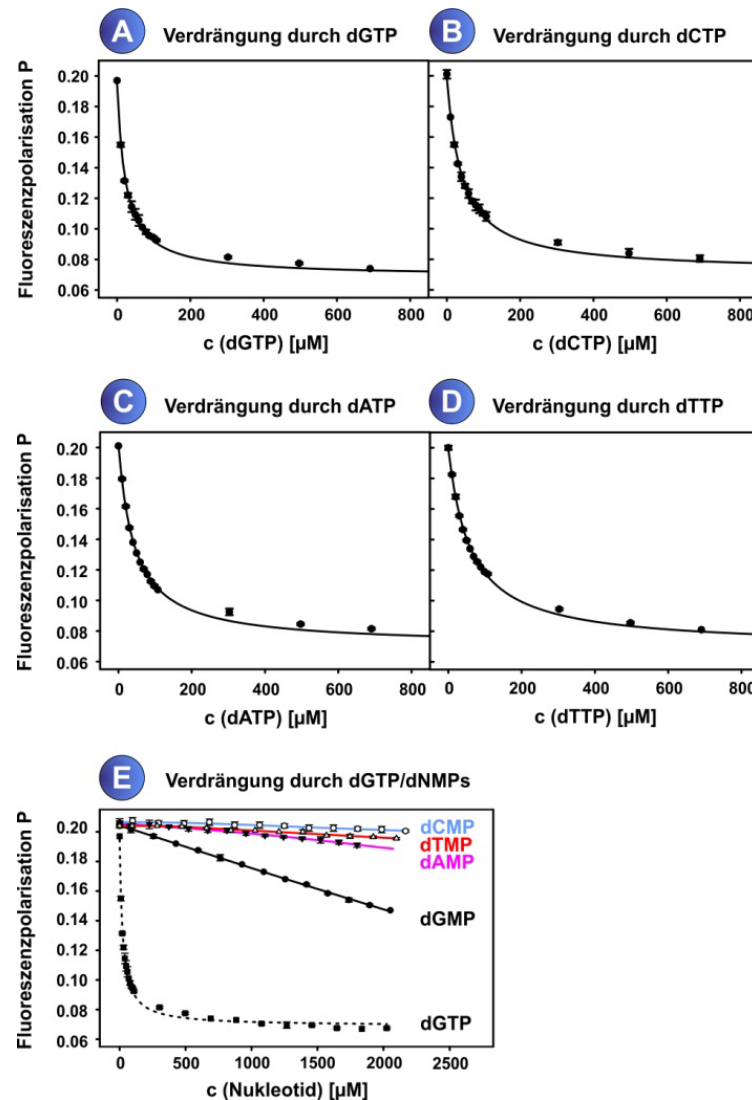 A Verdrängung durch dGTP
Fluoreszenzpolarisation P
0.20
0.18
0.16
0.14
0.12
0.10
0.08
0.06
0 200 400 600 800
c (dGTP) [µM]
B Verdrängung durch dCTP
0 200 400 600 800
c (dCTP) [µM]
C Verdrängung durch dATP
Fluoreszenzpolarisation P
0.20
0.18
0.16
0.14
0.12
0.10
0.08
0.06
0 200 400 600 800
c (dATP) [µM]
D Verdrängung durch dTTP
0 200 400 600 800
c (dTTP) [µM]
E Verdrängung durch dGTP/dNMPs
Fluoreszenzpolarisation P
0.20
0.18
0.16
0.14
0.12
0.10
0.08
0.06
dCMP
dTMP
dAMP
dGMP
dGTP
0 500 1000 1500 2000 2500
c (Nukleotid) [µM]